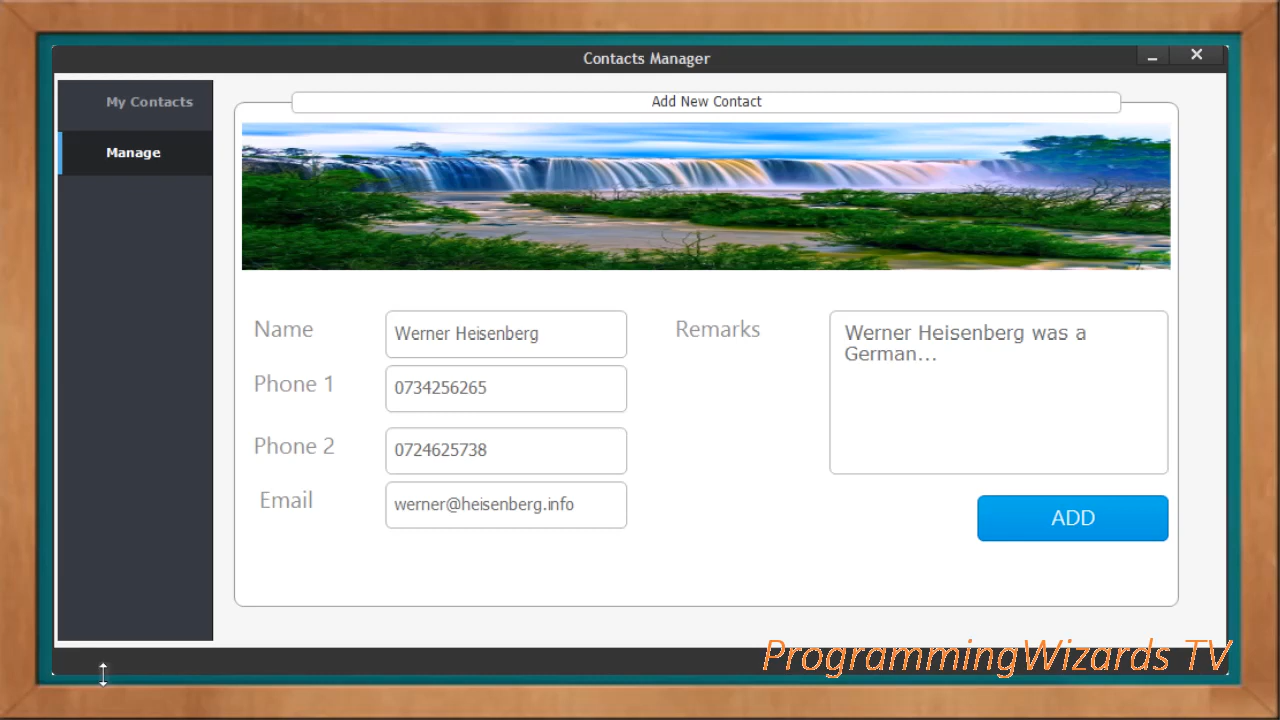 Contacts Manager
My Contacts
Manage
Add New Contact
Name
Werner Heisenberg
Phone 1
0734256265
Phone 2
0724625738
Email
werner@heisenberg.info
Remarks
Werner Heisenberg was a
German...
ADD
ProgrammingWizards TV